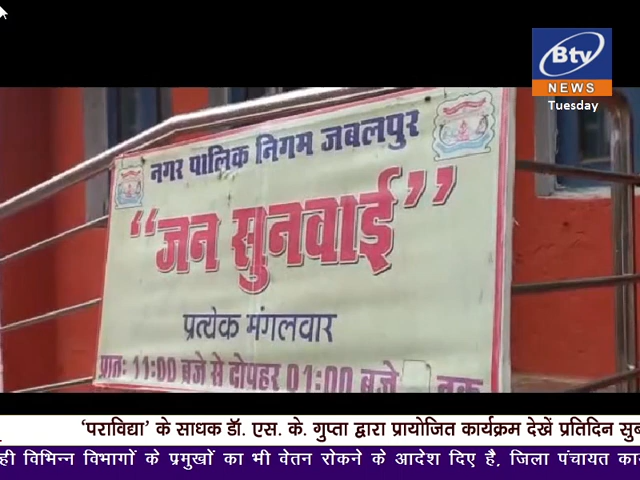 Btv
NEWS
Tuesday
नगर पालिक निगम जबलपुर
“जन सुनवाई”
प्रत्येक मंगलवार
प्रातः 11:00 बजे से दोपहर 01:00 बजे तक
‘पराविद्या’ के साधक डॉ. एस. के. गुप्ता द्वारा प्रायोजित कार्यक्रम देखें प्रतिदिन
ही विभिन्न विभागों के प्रमुखों का भी वेतन रोकने के आदेश दिए है, जिला पंचायत